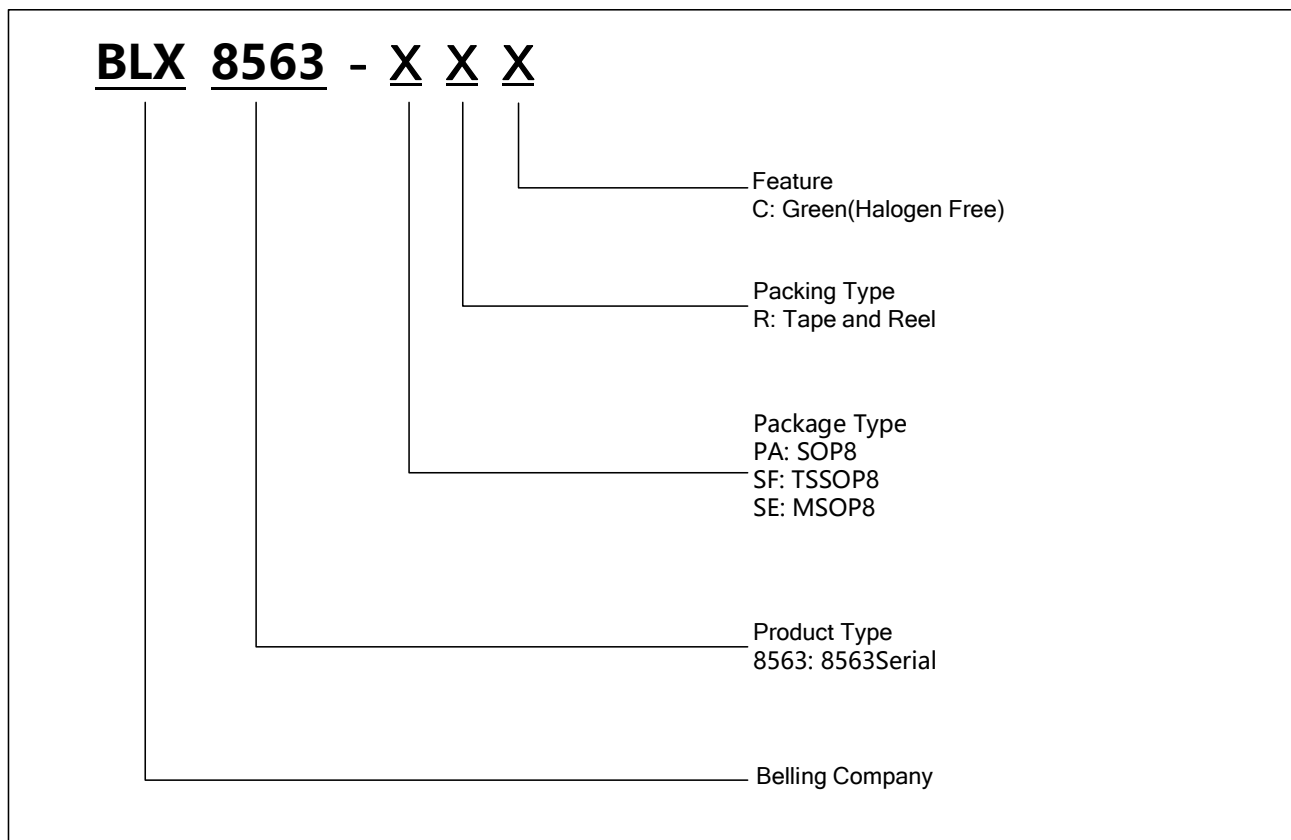 BLX 8563 - X X X
Feature
C: Green(Halogen Free)
Packing Type
R: Tape and Reel
Package Type
PA: SOP8
SF: TSSOP8
SE: MSOP8
Product Type
8563: 8563Serial
Belling Company